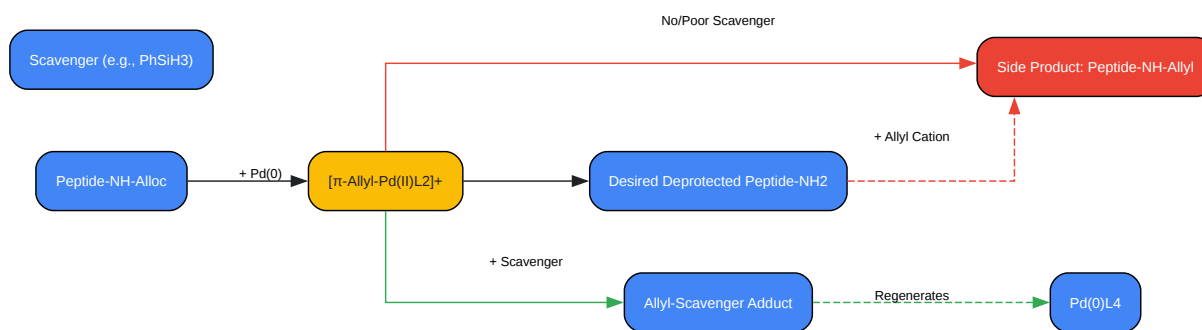 No/Poor Scavenger
Scavenger (e.g., PhSiH3)
Side Product: Peptide-NH-Allyl
+ Allyl Cation
Peptide-NH-Alloc
+ Pd(0)
[π-Allyl-Pd(II)L2]+
Desired Deprotected Peptide-NH2
+ Scavenger
Allyl-Scavenger Adduct
Regenerates
Pd(0)L4